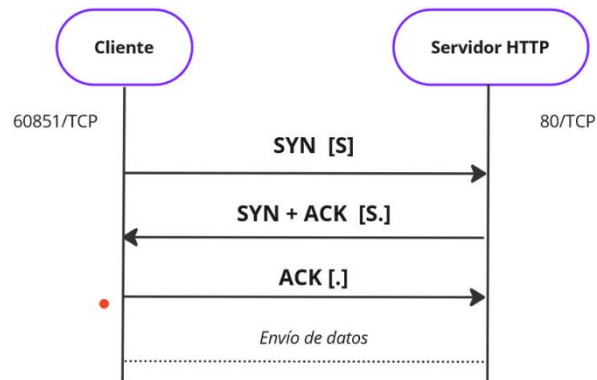 Cliente
Servidor HTTP
60851/TCP
80/TCP
SYN [S]
SYN + ACK [S.]
ACK [.]
Envío de datos